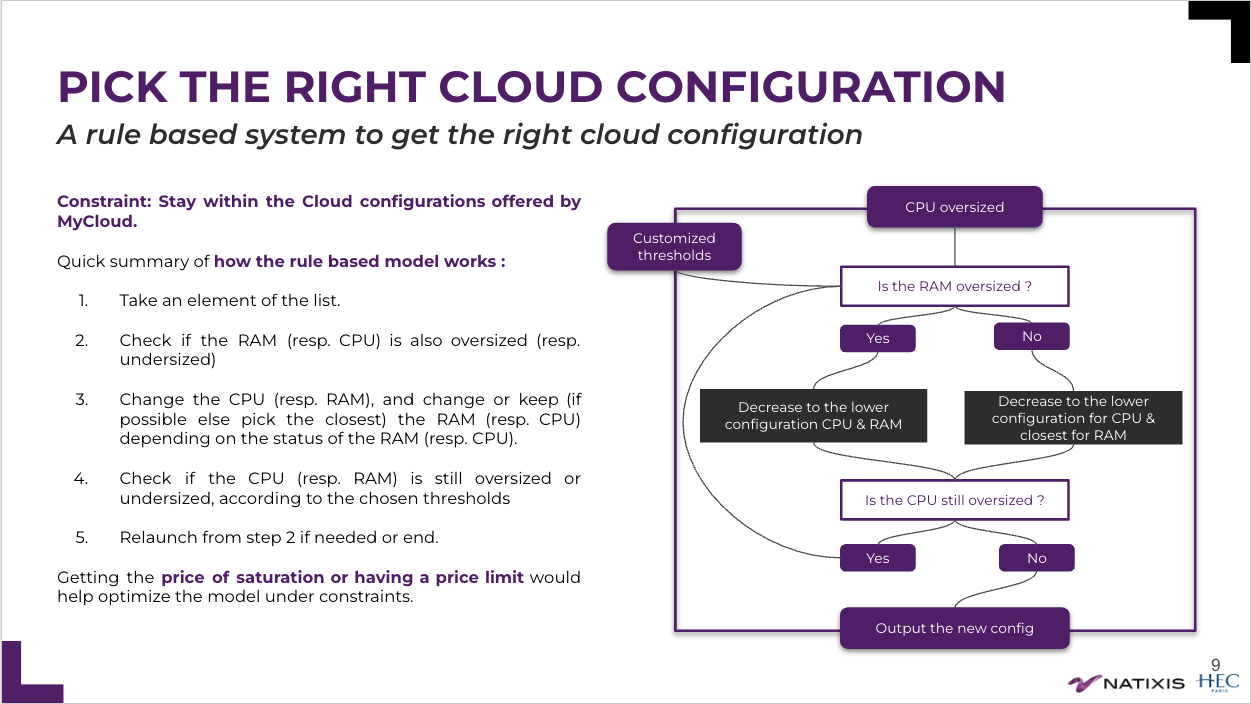 PICK THE RIGHT CLOUD CONFIGURATION
A rule based system to get the right cloud configuration
Constraint: Stay within the Cloud configurations offered by
MyCloud.
Quick summary of how the rule based model works :
1. Take an element of the list.
2. Check if the RAM (resp. CPU) is also oversized (resp.
undersized)
3. Change the CPU (resp. RAM), and change or keep (if
possible else pick the closest) the RAM (resp. CPU)
depending on the status of the RAM (resp. CPU).
4. Check if the CPU (resp. RAM) is still oversized or
undersized, according to the chosen thresholds
5. Relaunch from step 2 if needed or end.
Getting the price of saturation or having a price limit would
help optimize the model under constraints.
CPU oversized
Customized
thresholds
Is the RAM oversized ?
Yes
No
Decrease to the lower
configuration CPU & RAM
Decrease to the lower
configuration for CPU &
closest for RAM
Is the CPU still oversized ?
Yes
No
Output the new config
9
NATIXIS
HEC
PARIS